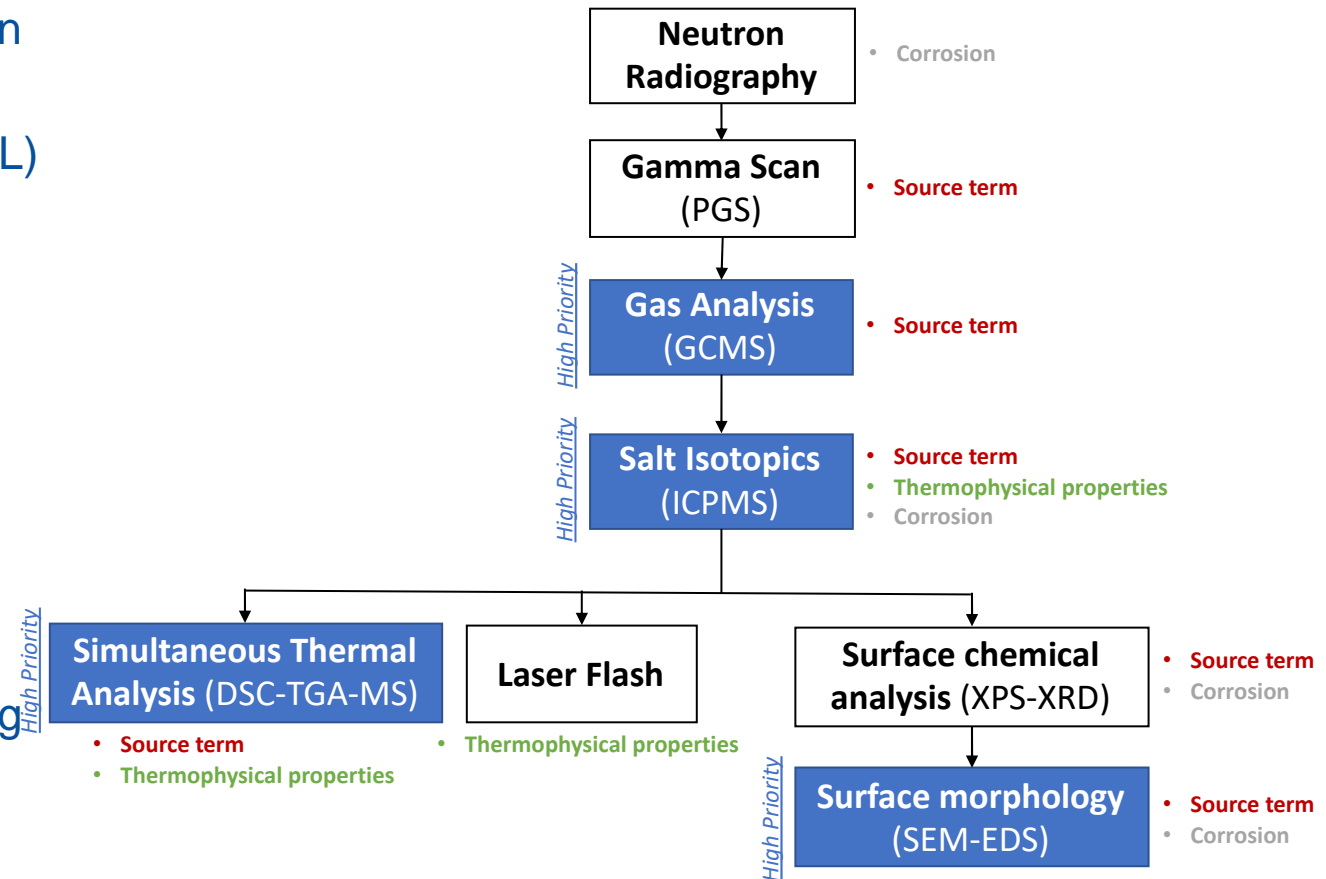 n
L)
g
Neutron
Radiography
• Corrosion
Gamma Scan
(PGS)
• Source term
High Priority
Gas Analysis
(GCMS)
• Source term
High Priority
Salt Isotopics
(ICPMS)
• Source term
• Thermophysical properties
• Corrosion
High Priority
Simultaneous Thermal
Analysis (DSC-TGA-MS)
• Source term
• Thermophysical properties
Laser Flash
• Thermophysical properties
Surface chemical
analysis (XPS-XRD)
• Source term
• Corrosion
High Priority
Surface morphology
(SEM-EDS)
• Source term
• Corrosion